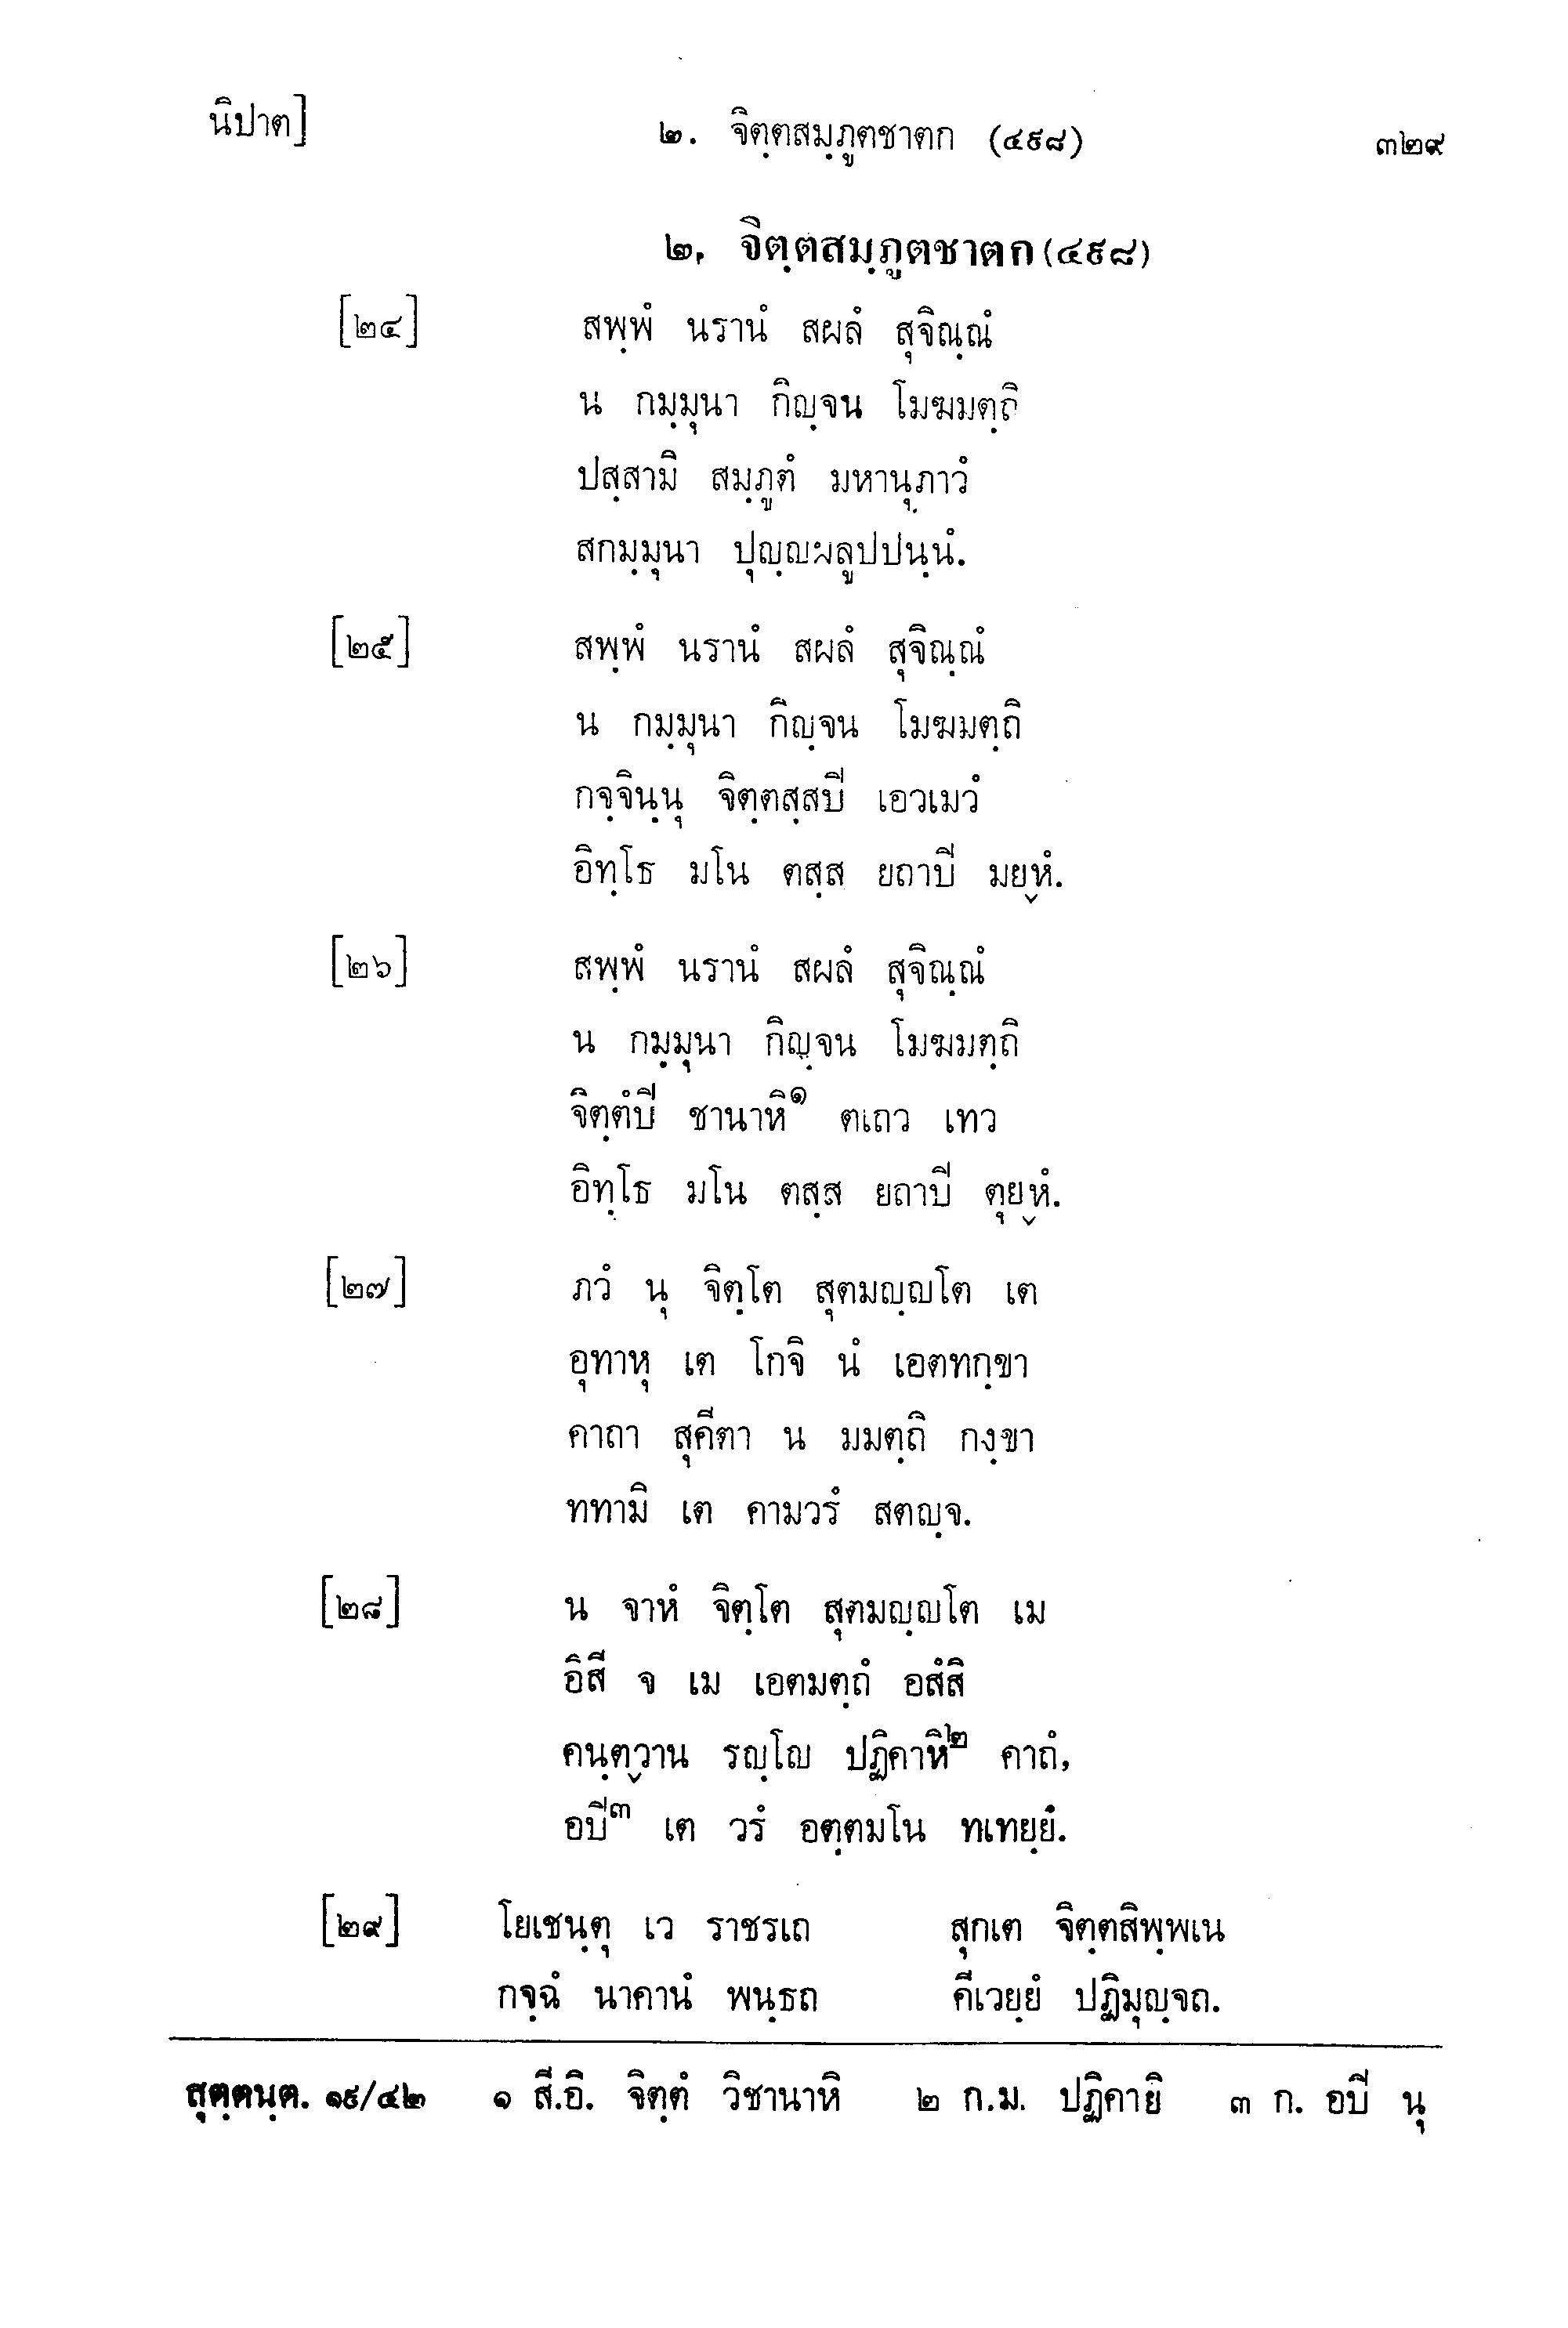 นิปาต] ๒. จิตฺตสมฺภูตชาตก (๔๙๘) ๓๒๙
๒. จิตฺตสมฺภูตชาตก (๔๙๘)
[๒๔] สพฺพํ นรานํ สผลํ สุจิณฺณํ
น กมฺมุนา กิญฺจน โมฆมตฺถิ
ปสฺสามิ สมฺภูตํ มหานุภาวํ
สกมฺมุนา ปุญฺญผลูปปนฺนํ.
[๒๕] สพฺพํ นรานํ สผลํ สุจิณฺณํ
น กมฺมุนา กิญฺจน โมฆมตฺถิ
กจฺจินฺนุ จิตฺตสฺสปิ เอวเมวํ
อิทฺโธ มโน ตสฺส ยถาปิ มยฺหํ.
[๒๖] สพฺพํ นรานํ สผลํ สุจิณฺณํ
น กมฺมุนา กิญฺจน โมฆมตฺถิ
จิตฺตํปิ ชานาหิ๑ ตเถว เทว
อิทฺโธ มโน ตสฺส ยถาปิ ตุยฺหํ.
[๒๗] ภวํ นุ จิตฺโต สุตมญฺญโต เต
อุทาหุ เต โกจิ นํ เอตทกฺขา
คาถา สุคีตา น มมตฺถิ กงฺขา
ททามิ เต คามวรํ สตญฺจ.
[๒๘] น จาหํ จิตฺโต สุตมญฺญโต เม
อิสี จ เม เอตมตฺถํ อสํสิ
คนฺตฺวาน รญฺโญ ปฏิคาหิ๒ คาถํ,
อปิ๓ เต วรํ อตฺตมโน ทเทยฺยํ.
[๒๙] โยเชนฺตุ เว ราชรเถ สุกเต จิตฺตสิพฺพเน
กจฺฉํ นาคานํ พนฺธถ คีเวยฺยํ ปฏิมุญฺจถ.
สุตฺตนฺต. ๑๙/๔๒ ๑ สี.อิ. จิตฺตํ วิชานาหิ ๒ ก.ม. ปฏิคายิ ๓ ก. อปิ นุ